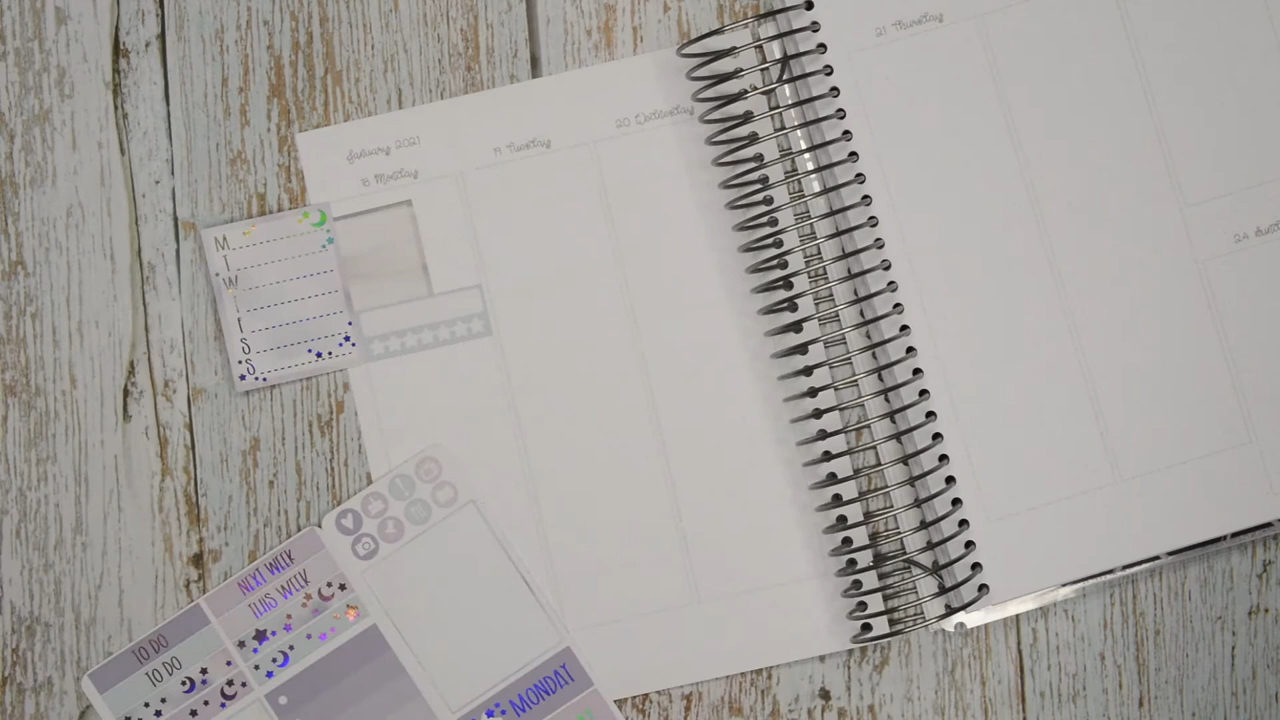 January 2021
18 Monday
19 Tuesday
20 Wednesday
21 Thursday
M
T
W
T
F
S
S
NEXT WEEK
THIS WEEK
TO DO
TO DO
MONDAY
24